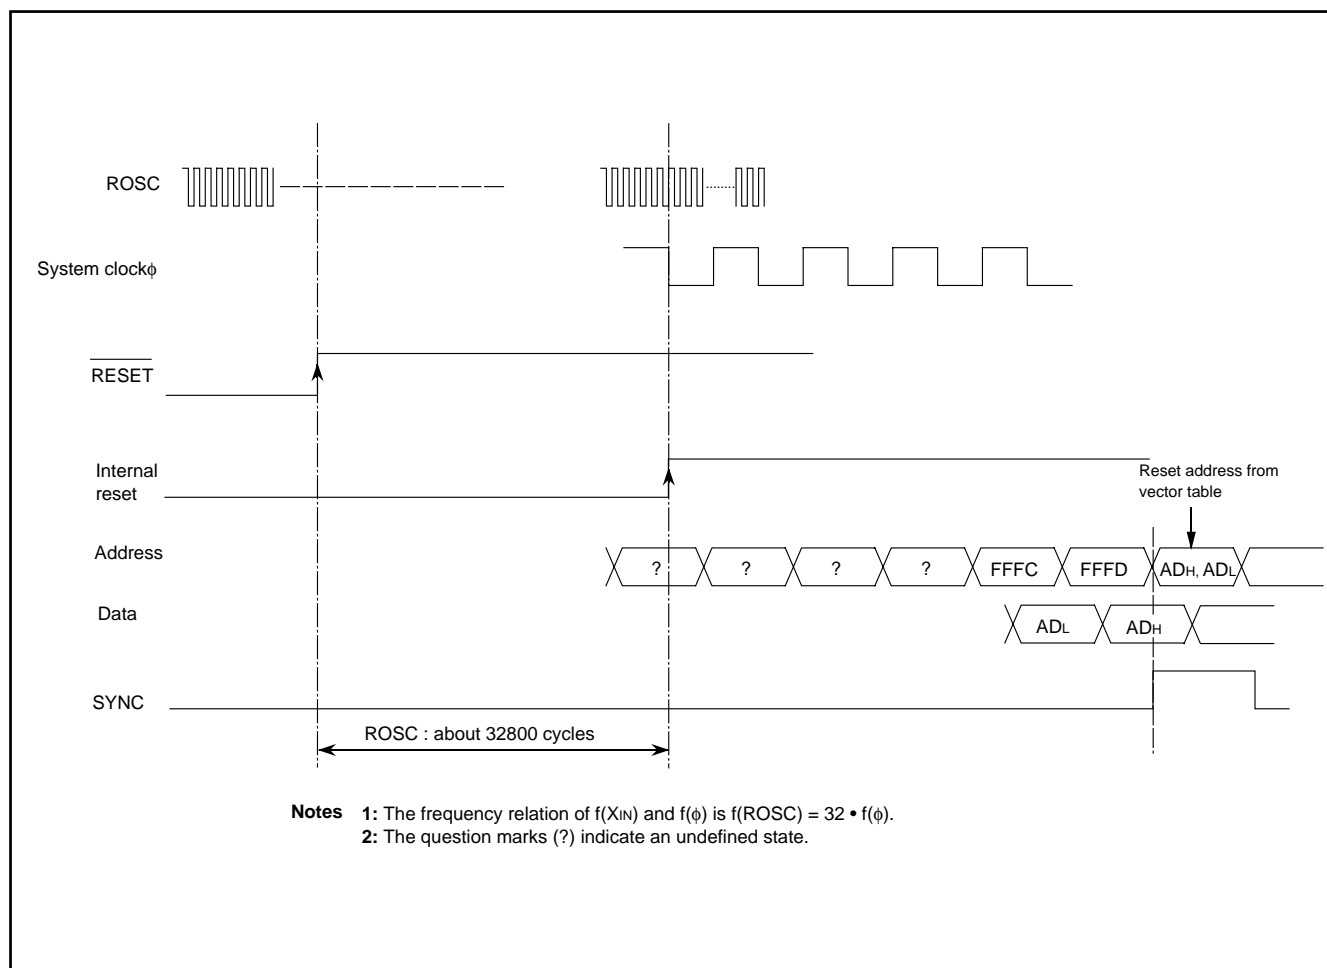 ROSC
System clockϕ
RESET
Internal
reset
Reset address from
vector table
Address
? ? ? ? FFFC FFFD ADH, ADL
Data
ADL ADH
SYNC
ROSC : about 32800 cycles
Notes 1: The frequency relation of f(XIN) and f(ϕ) is f(ROSC) = 32 • f(ϕ).
2: The question marks (?) indicate an undefined state.